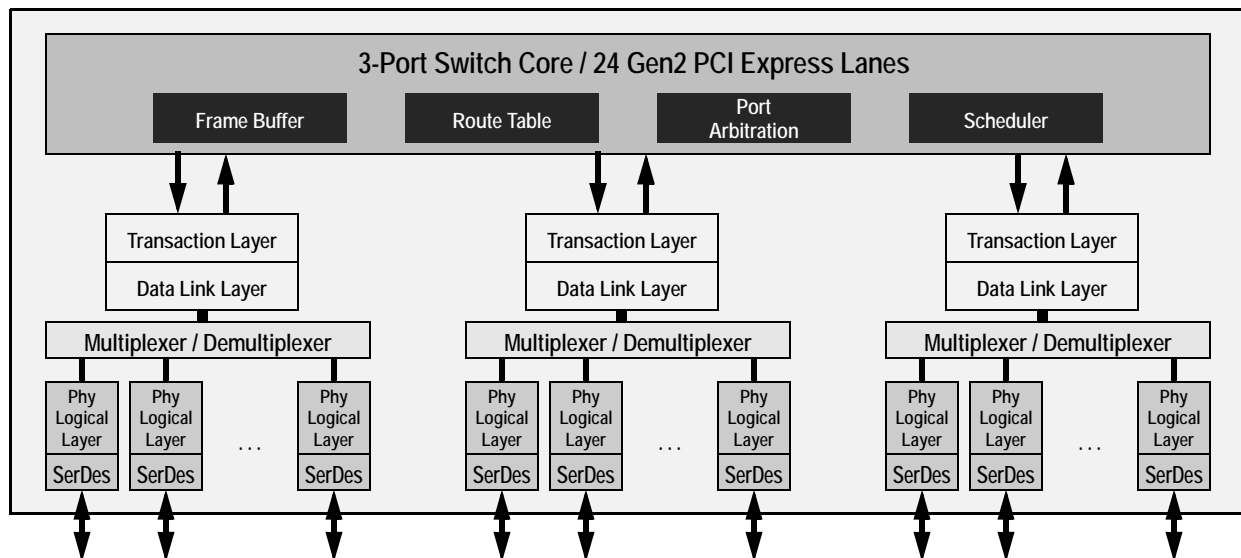 3-Port Switch Core / 24 Gen2 PCI Express Lanes
Frame Buffer
Route Table
Port
Arbitration
Scheduler
Transaction Layer
Data Link Layer
Multiplexer / Demultiplexer
Phy
Logical
Layer
SerDes
Phy
Logical
Layer
SerDes
...
Phy
Logical
Layer
SerDes
Transaction Layer
Data Link Layer
Multiplexer / Demultiplexer
Phy
Logical
Layer
SerDes
Phy
Logical
Layer
SerDes
...
Phy
Logical
Layer
SerDes
Transaction Layer
Data Link Layer
Multiplexer / Demultiplexer
Phy
Logical
Layer
SerDes
Phy
Logical
Layer
SerDes
...
Phy
Logical
Layer
SerDes